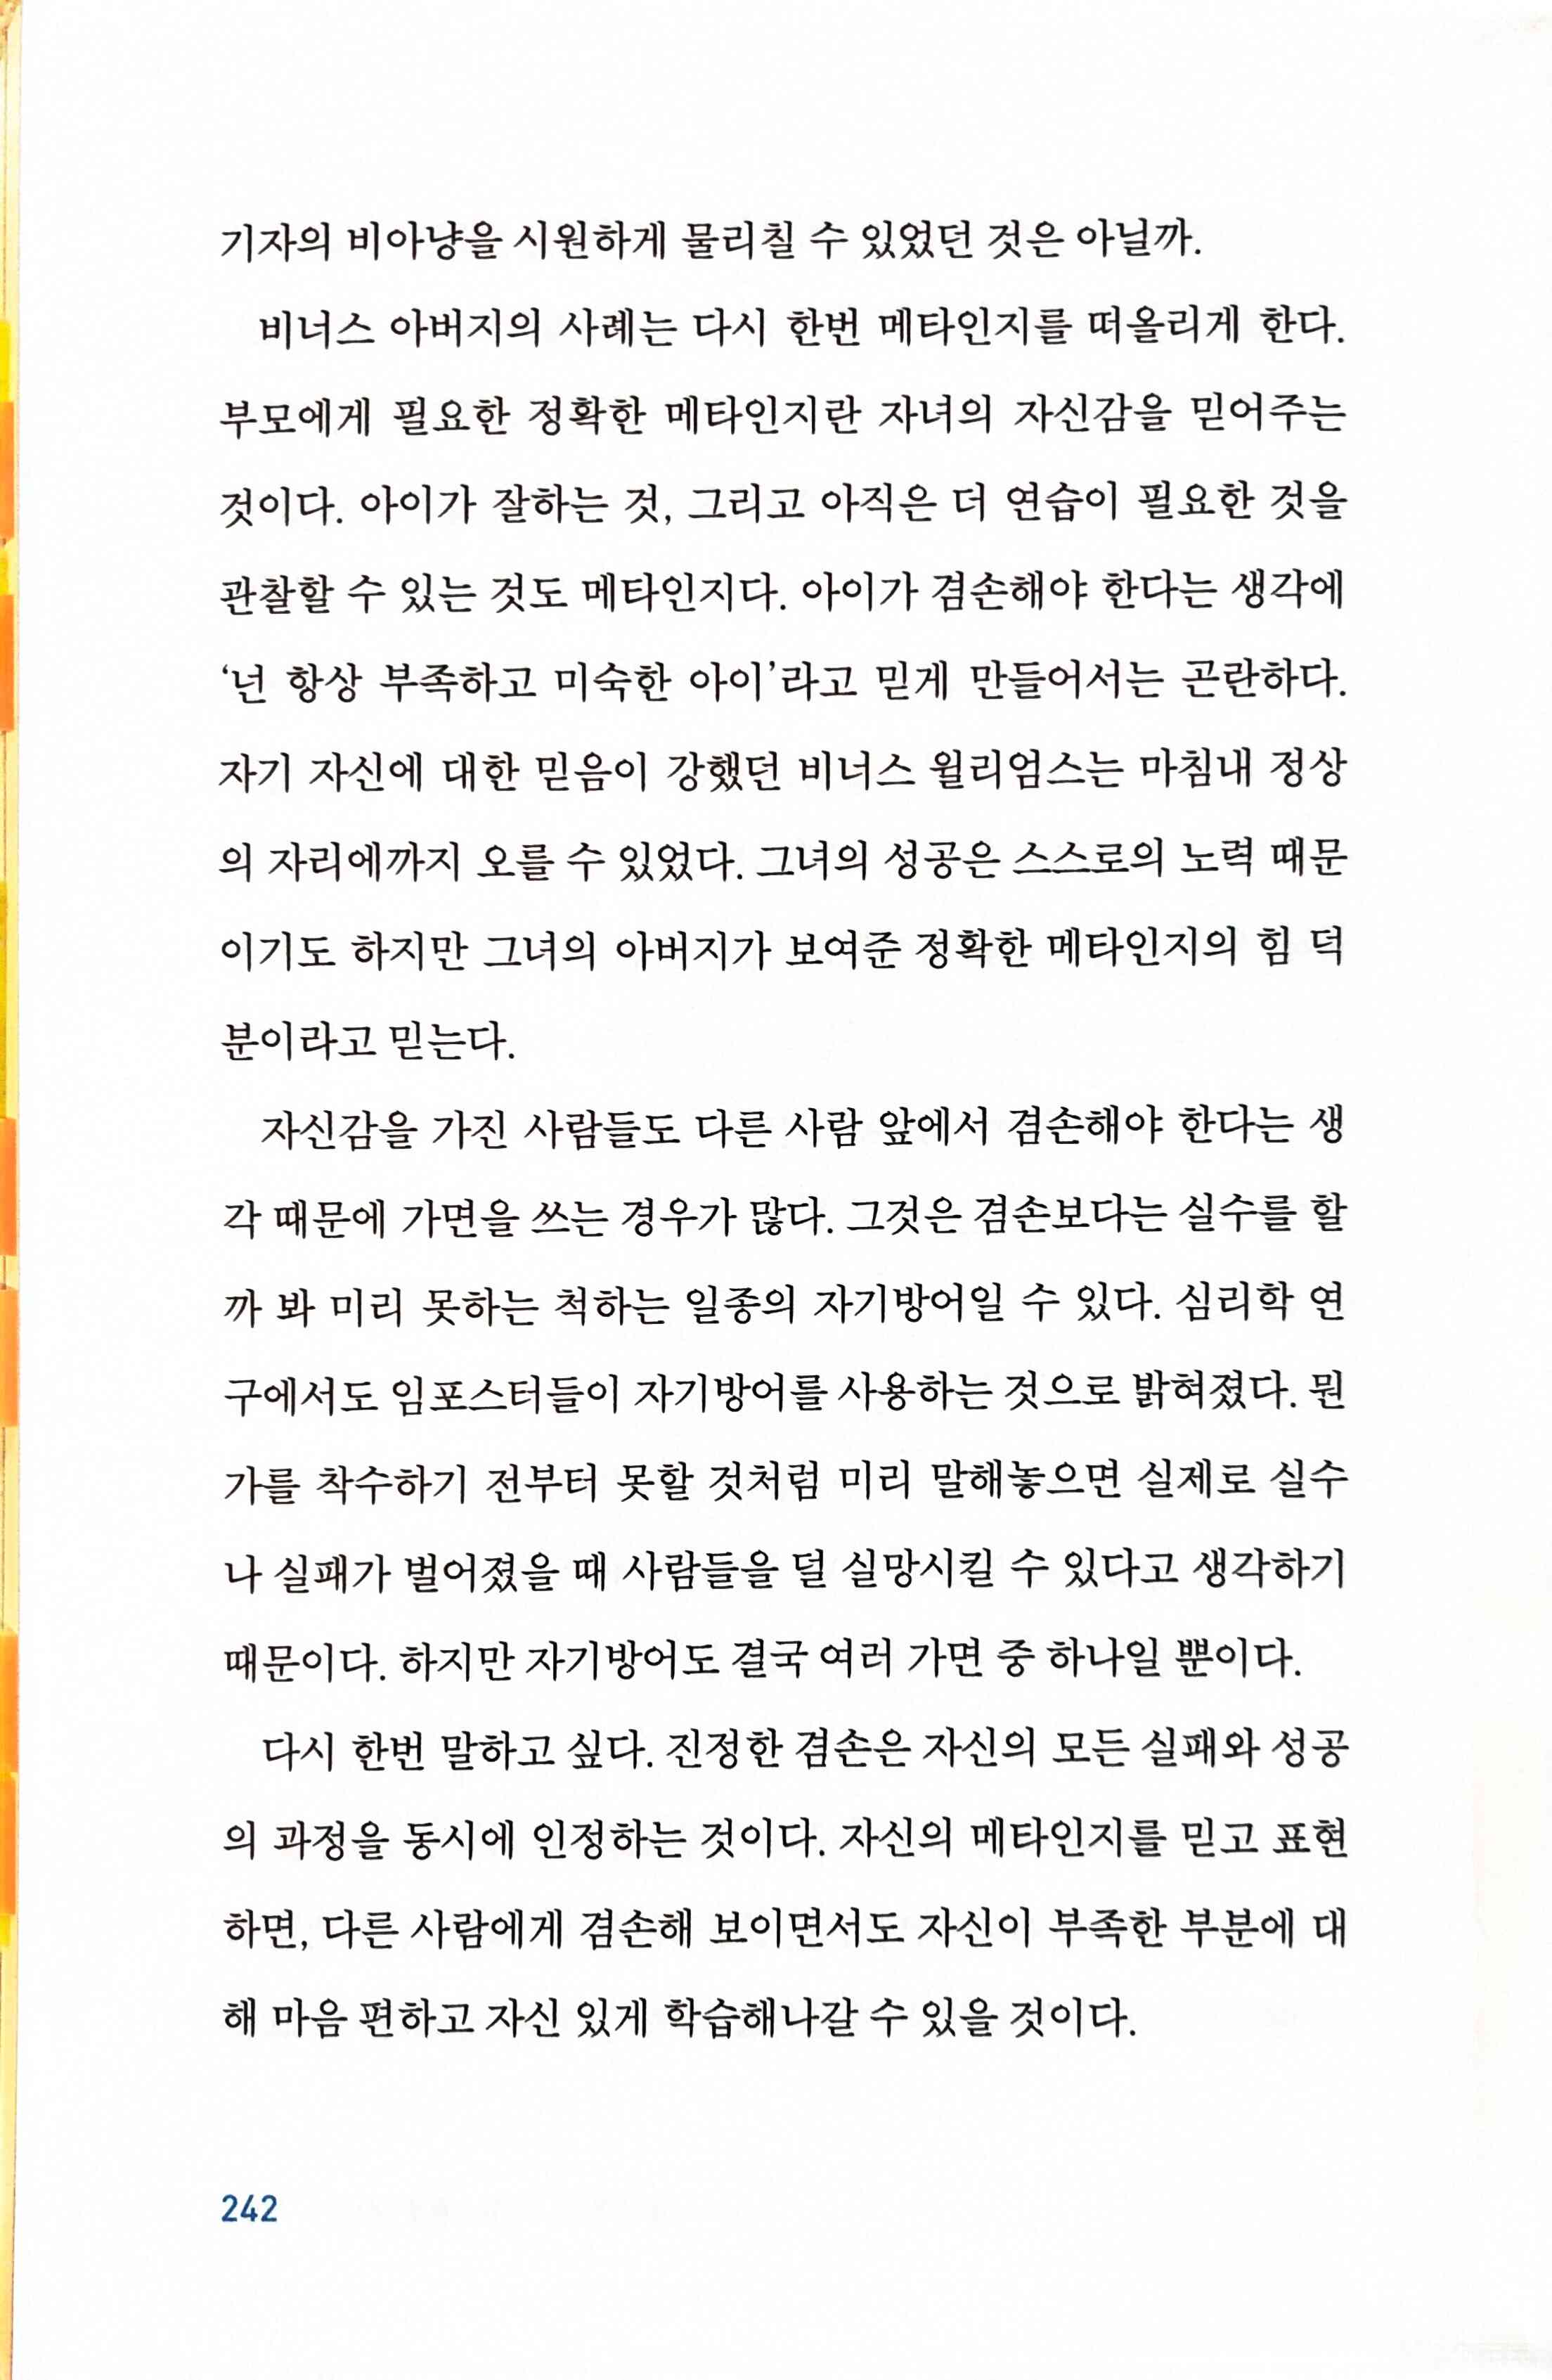 기자의 비아냥을 시원하게 물리칠 수 있었던 것은 아닐까.
비너스 아버지의 사례는 다시 한번 메타인지를 떠올리게 한다.
부모에게 필요한 정확한 메타인지란 자녀의 자신감을 믿어주는
것이다. 아이가 잘하는 것, 그리고 아직은 더 연습이 필요한 것을
관찰할 수 있는 것도 메타인지다. 아이가 겸손해야 한다는 생각에
‘넌 항상 부족하고 미숙한 아이’라고 믿게 만들어서는 곤란하다.
자기 자신에 대한 믿음이 강했던 비너스 윌리엄스는 마침내 정상
의 자리에까지 오를 수 있었다. 그녀의 성공은 스스로의 노력 때문
이기도 하지만 그녀의 아버지가 보여준 정확한 메타인지의 힘 덕
분이라고 믿는다.
자신감을 가진 사람들도 다른 사람 앞에서 겸손해야 한다는 생
각 때문에 가면을 쓰는 경우가 많다. 그것은 겸손보다는 실수를 할
까 봐 미리 못하는 척하는 일종의 자기방어일 수 있다. 심리학 연
구에서도 임포스터들이 자기방어를 사용하는 것으로 밝혀졌다. 뭔
가를 착수하기 전부터 못할 것처럼 미리 말해놓으면 실제로 실수
나 실패가 벌어졌을 때 사람들을 덜 실망시킬 수 있다고 생각하기
때문이다. 하지만 자기방어도 결국 여러 가면 중 하나일 뿐이다.
다시 한번 말하고 싶다. 진정한 겸손은 자신의 모든 실패와 성공
의 과정을 동시에 인정하는 것이다. 자신의 메타인지를 믿고 표현
하면, 다른 사람에게 겸손해 보이면서도 자신이 부족한 부분에 대
해 마음 편하고 자신 있게 학습해나갈 수 있을 것이다.
242